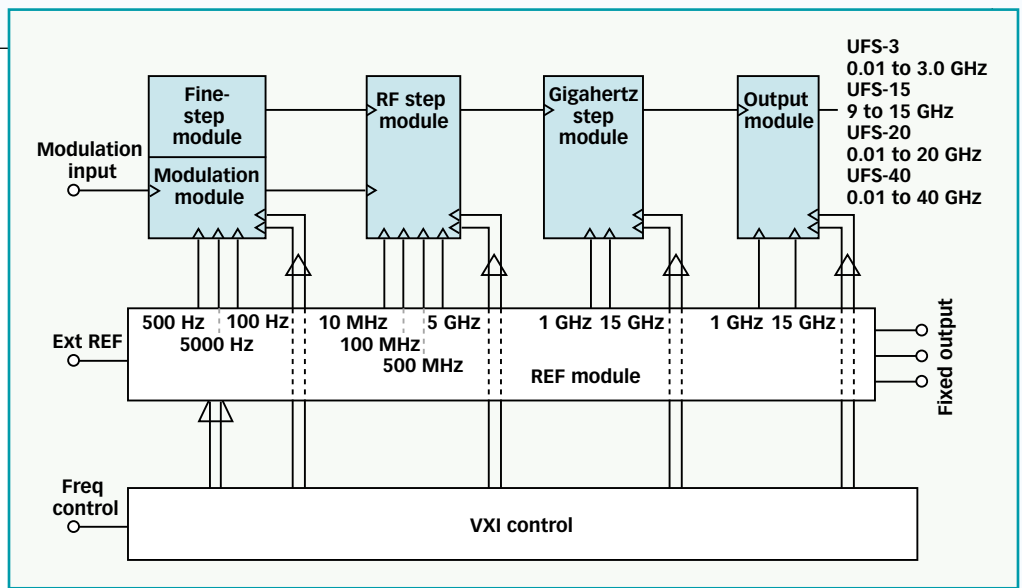 Fine-
step
module
Modulation
module
RF step
module
Gigahertz
step
module
Output
module
UFS-3
0.01 to 3.0 GHz
UFS-15
9 to 15 GHz
UFS-20
0.01 to 20 GHz
UFS-40
0.01 to 40 GHz
Modulation
input
500 Hz
100 Hz
5000 Hz
10 MHz
5 GHz
100 MHz
500 MHz
1 GHz 15 GHz
1 GHz 15 GHz
Ext REF
REF module
Fixed output
Freq
control
VXI control